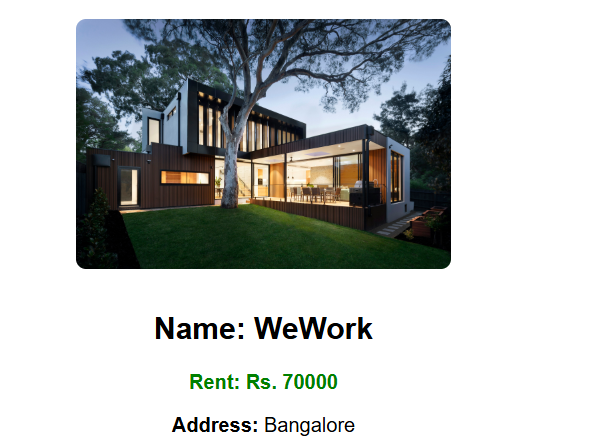 Name: WeWork
Rent: Rs. 70000
Address: Bangalore